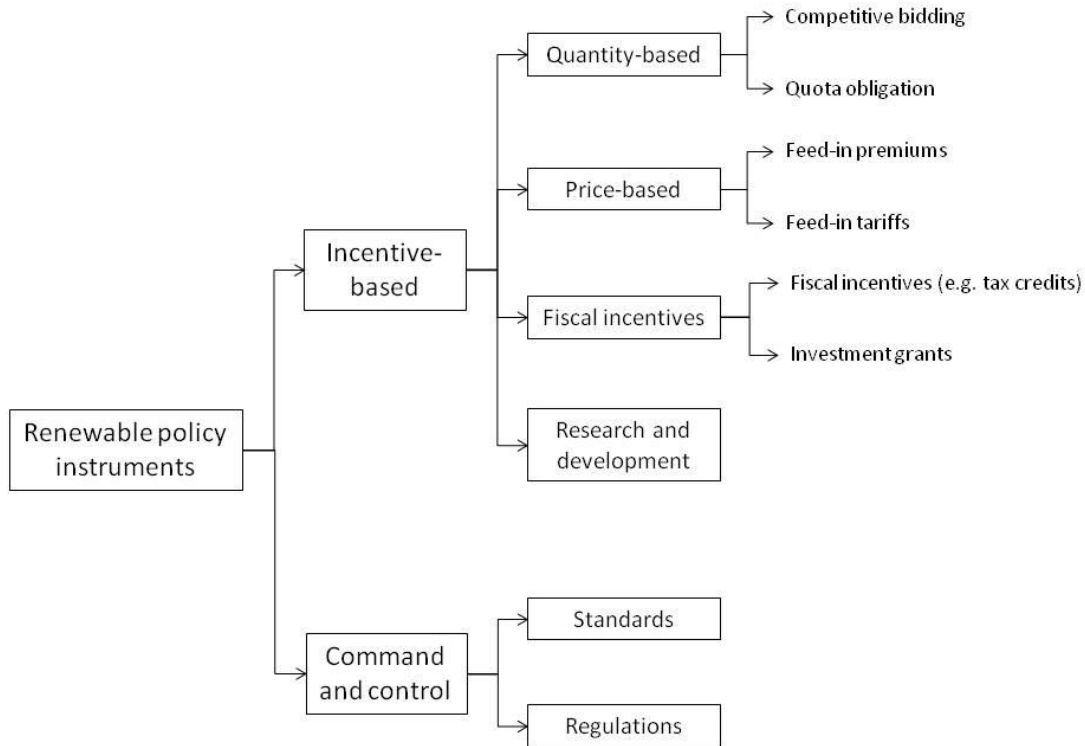 Competitive bidding
Quantity-based
Quota obligation
Feed-in premiums
Price-based
Feed-in tariffs
Incentive-
based
Fiscal incentives (e.g. tax credits)
Fiscal incentives
Investment grants
Renewable policy
instruments
Research and
development
Standards
Command
and control
Regulations